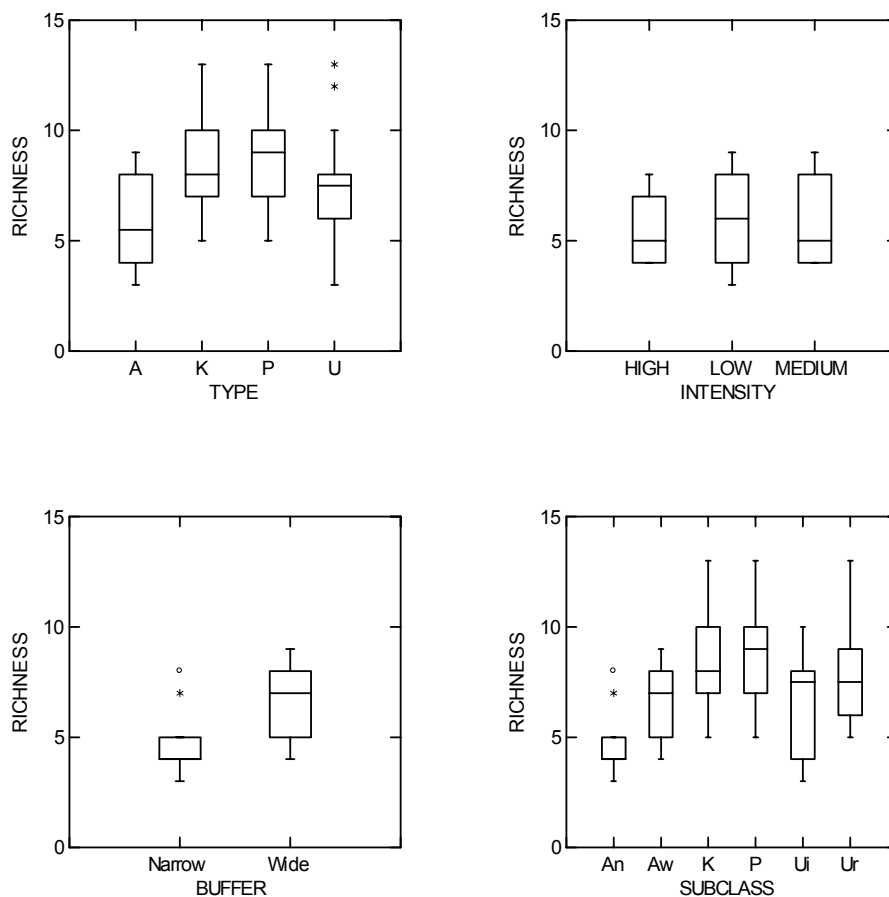 15
10
5
0
RICHNESS
A K P U
TYPE
15
10
5
0
RICHNESS
HIGH LOW MEDIUM
INTENSITY
15
10
5
0
RICHNESS
Narrow Wide
BUFFER
15
10
5
0
RICHNESS
An Aw K P Ui Ur
SUBCLASS